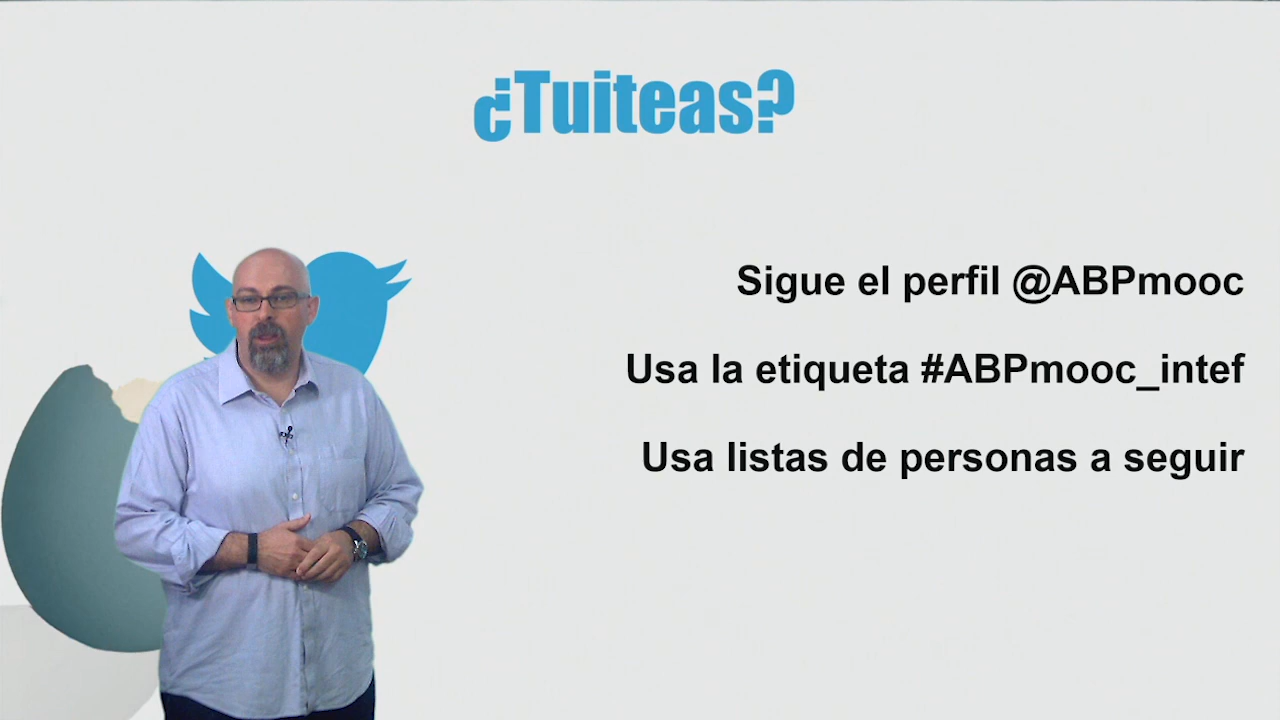 ¿Tuiteas?
Sigue el perfil @ABPmooc
Usa la etiqueta #ABPmooc_intef
Usa listas de personas a seguir